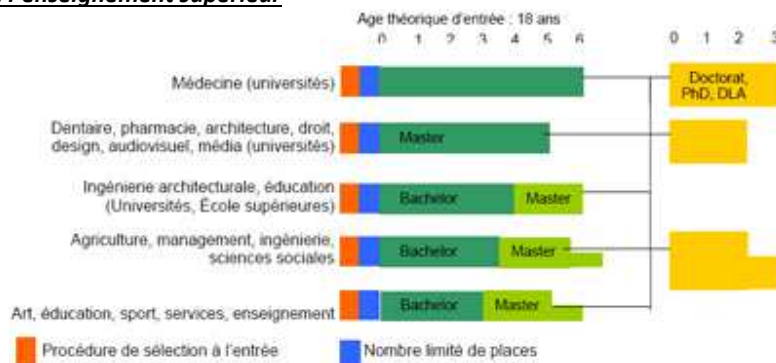 l'enseignement supérieur
Age théorique d'entrée : 18 ans
0 1 2 3 4 5 6 0 1 2 3
Médecine (universités)
Doctorat,
PhD, DLA
Dentaire, pharmacie, architecture, droit,
design, audiovisuel, média (universités)
Master
Ingénierie architecturale, éducation
(Universités, École supérieures)
Bachelor Master
Agriculture, management, ingénierie,
sciences sociales
Bachelor Master
Art, éducation, sport, services, enseignement
Bachelor Master
Procédure de sélection à l'entrée
Nombre limité de places